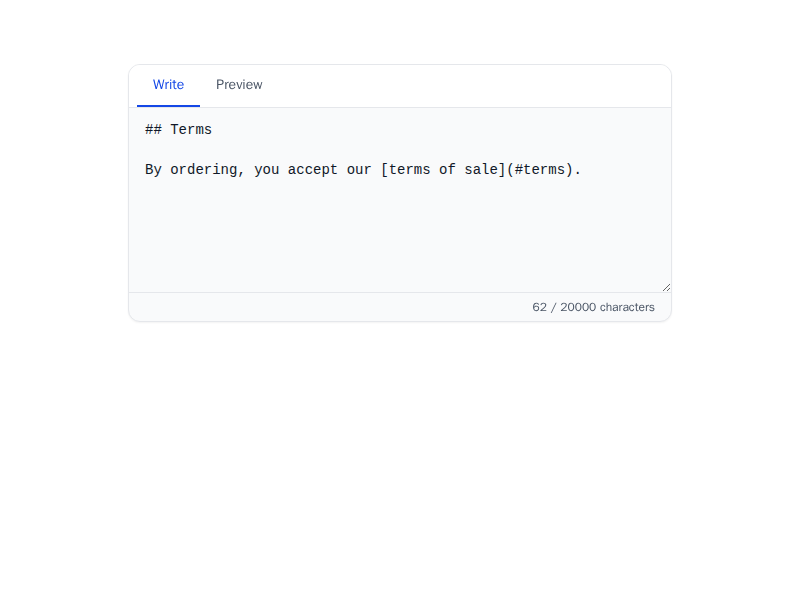 Write
Preview
## Terms
By ordering, you accept our [terms of sale](#terms).
62 / 20000 characters